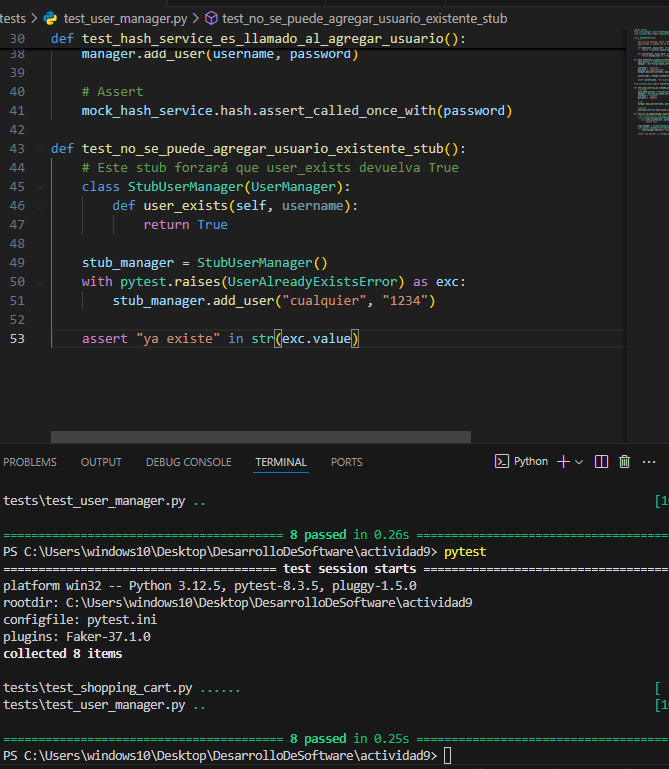 tests > test_user_manager.py > test_no_se_puede_agregar_usuario_existente_stub
30 def test_hash_service_es_llamado_al_agregar_usuario():
38 manager.add_user(username, password)
39
40 # Assert
41 mock_hash_service.hash.assert_called_once_with(password)
42
43 def test_no_se_puede_agregar_usuario_existente_stub():
44 # Este stub forzará que user_exists devuelva True
45 class StubUserManager(UserManager):
46 def user_exists(self, username):
47 return True
48
49 stub_manager = StubUserManager()
50 with pytest.raises(UserAlreadyExistsError) as exc:
51 stub_manager.add_user("cualquier", "1234")
52
53 assert "ya existe" in str(exc.value)
PROBLEMS OUTPUT DEBUG CONSOLE TERMINAL PORTS Python
tests\test_user_manager.py .. [1
======================================== 8 passed in 0.26s ====================================
PS C:\Users\windows10\Desktop\DesarrolloDeSoftware\actividad9> pytest
======================================= test session starts ===================================
platform win32 -- Python 3.12.5, pytest-8.3.5, pluggy-1.5.0
rootdir: C:\Users\windows10\Desktop\DesarrolloDeSoftware\actividad9
configfile: pytest.ini
plugins: Faker-37.1.0
collected 8 items
tests\test_shopping_cart.py ...... [
tests\test_user_manager.py .. [1
======================================== 8 passed in 0.25s ====================================
PS C:\Users\windows10\Desktop\DesarrolloDeSoftware\actividad9>